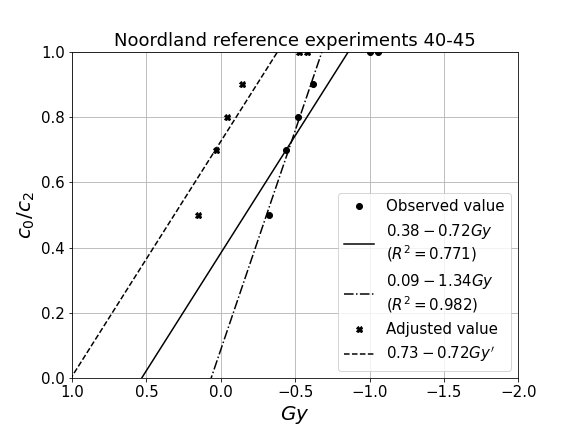 Noordland reference experiments 40-45
1.0
0.8
0.6
0.4
0.2
0.0
c₀/c₂
Observed value
0.38 − 0.72Gy
(R² = 0.771)
0.09 − 1.34Gy
(R² = 0.982)
Adjusted value
0.73 − 0.72Gy′
1.0 0.5 0.0 −0.5 −1.0 −1.5 −2.0
Gy